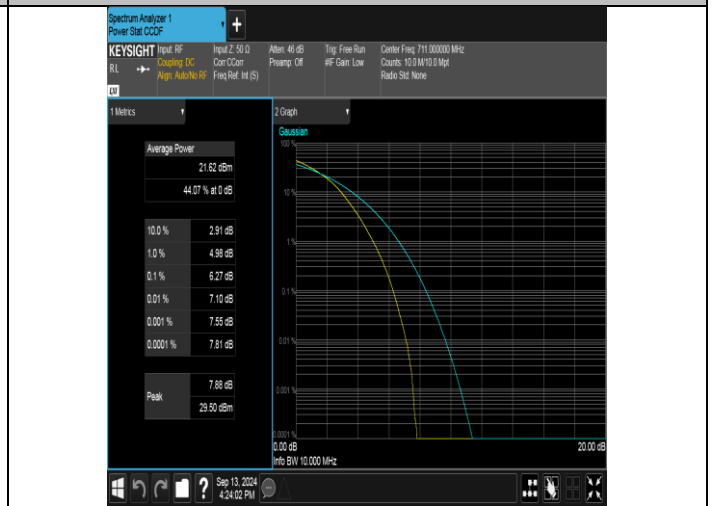 Spectrum Analyzer 1
Power Stat CCDF
+
KEYSIGHT
RL
Input: RF
Coupling: DC
Align: Auto/No RF
Input Z: 50 Ω
Corr CCorr
Freq Ref: Int (S)
Atten: 46 dB
Preamp: Off
Trig: Free Run
#IF Gain: Low
Center Freq: 711.000000 MHz
Counts: 10.0 M/10.0 Mpt
Radio Std: None
1 Metrics
Average Power
21.62 dBm
44.07 % at 0 dB
10.0 % 2.91 dB
1.0 % 4.98 dB
0.1 % 6.27 dB
0.01 % 7.10 dB
0.001 % 7.55 dB
0.0001 % 7.81 dB
Peak
7.88 dB
29.50 dBm
2 Graph
Gaussian
100 %
10 %
1 %
0.1 %
0.01 %
0.001 %
0.0001 %
0.00 dB 20.00 dB
Info BW 10.000 MHz
?
Sep 13, 2024
4:24:02 PM